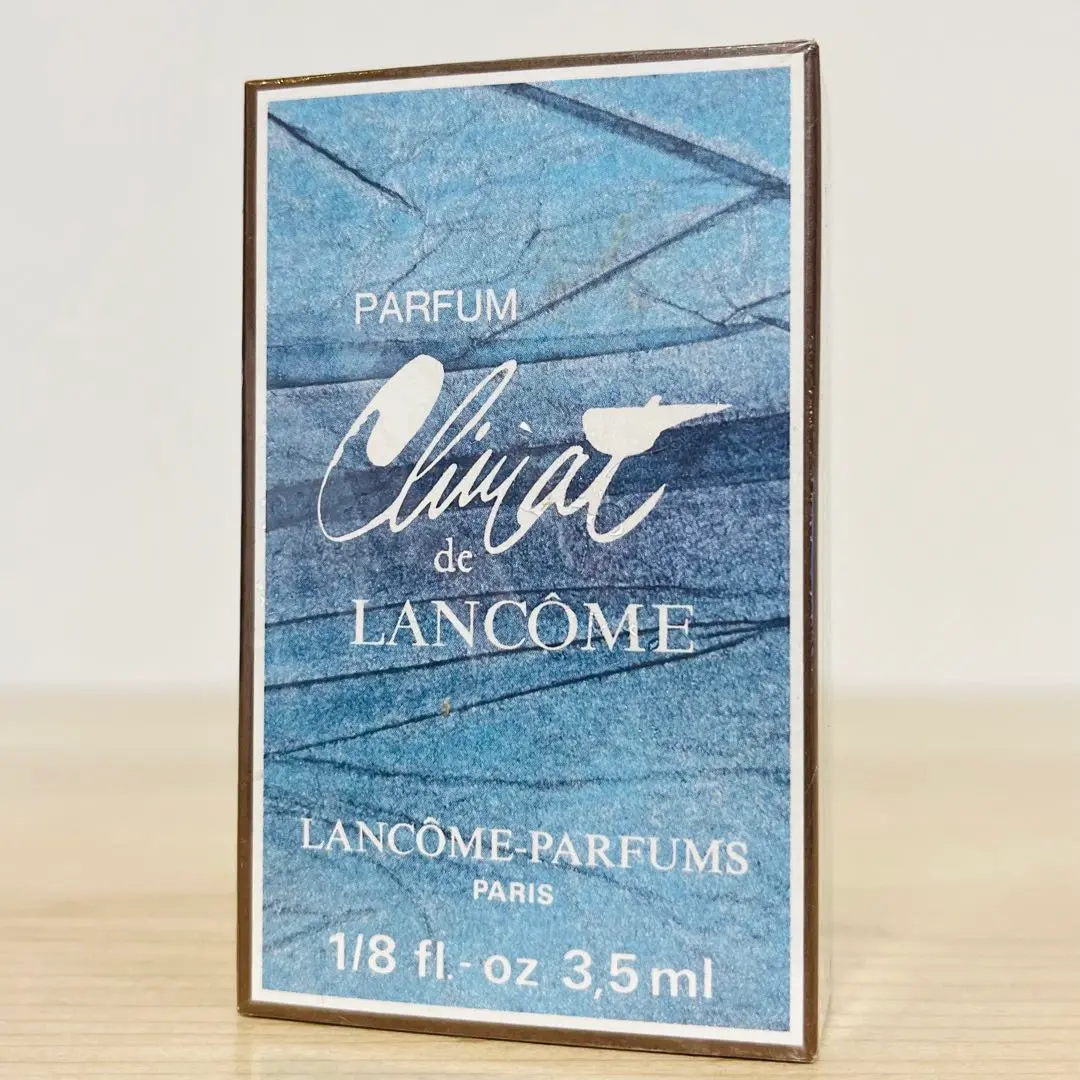 PARFUM
Climat
de
LANCÔME
LANCÔME-PARFUMS
PARIS
1/8 fl.-oz 3,5 ml